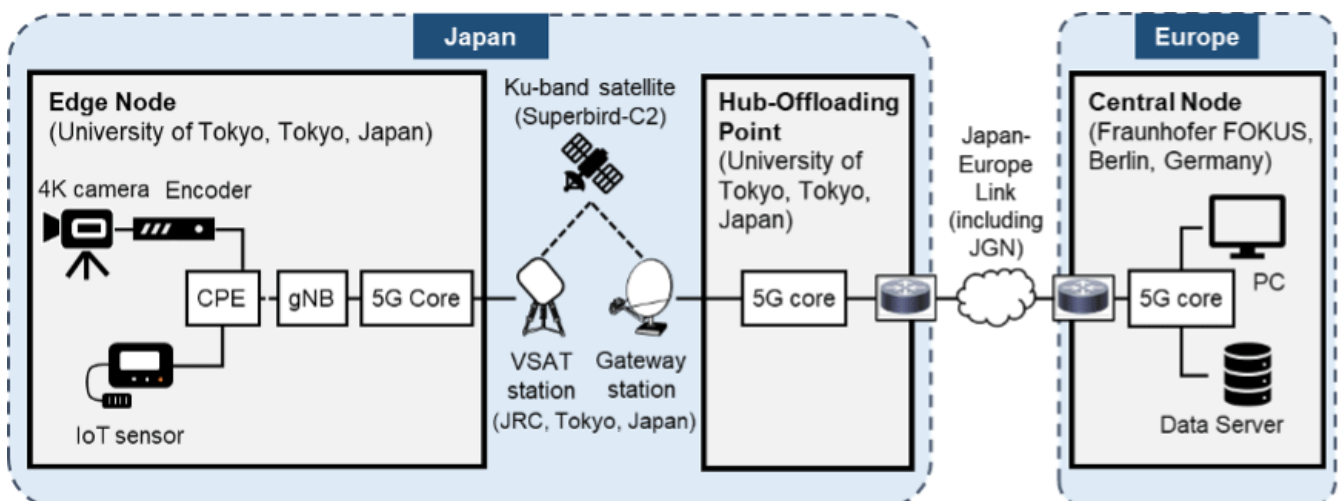 Japan
Edge Node
(University of Tokyo, Tokyo, Japan)
4K camera
Encoder
CPE
gNB
5G Core
IoT sensor
Ku-band satellite
(Superbird-C2)
VSAT
station
Gateway
station
(JRC, Tokyo, Japan)
Hub-Offloading
Point
(University of
Tokyo, Tokyo,
Japan)
5G core
Japan-
Europe
Link
(including
JGN)
Europe
Central Node
(Fraunhofer FOKUS,
Berlin, Germany)
5G core
PC
Data Server